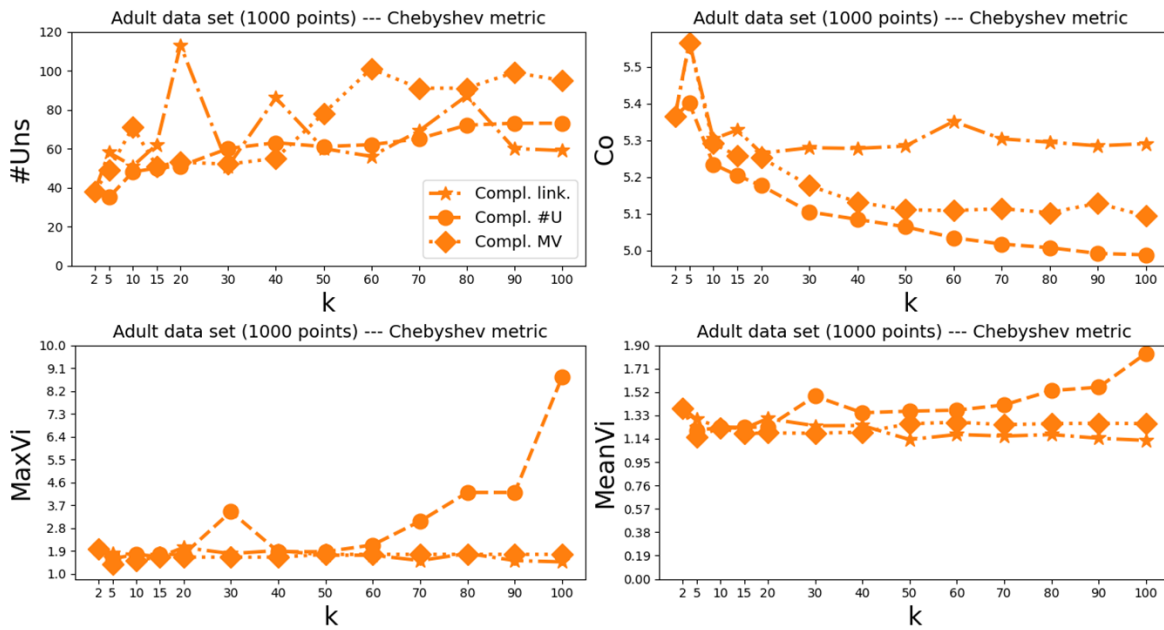 Adult data set (1000 points) --- Chebyshev metric
#Uns
120
100
80
60
40
20
0
Compl. link.
Compl. #U
Compl. MV
2 5 10 15 20 30 40 50 60 70 80 90 100
k
Adult data set (1000 points) --- Chebyshev metric
Co
5.5
5.4
5.3
5.2
5.1
5.0
2 5 10 15 20 30 40 50 60 70 80 90 100
k
Adult data set (1000 points) --- Chebyshev metric
MaxVi
10.0
9.1
8.2
7.3
6.4
5.5
4.6
3.7
2.8
1.9
1.0
2 5 10 15 20 30 40 50 60 70 80 90 100
k
Adult data set (1000 points) --- Chebyshev metric
MeanVi
1.90
1.71
1.52
1.33
1.14
0.95
0.76
0.57
0.38
0.19
0.00
2 5 10 15 20 30 40 50 60 70 80 90 100
k